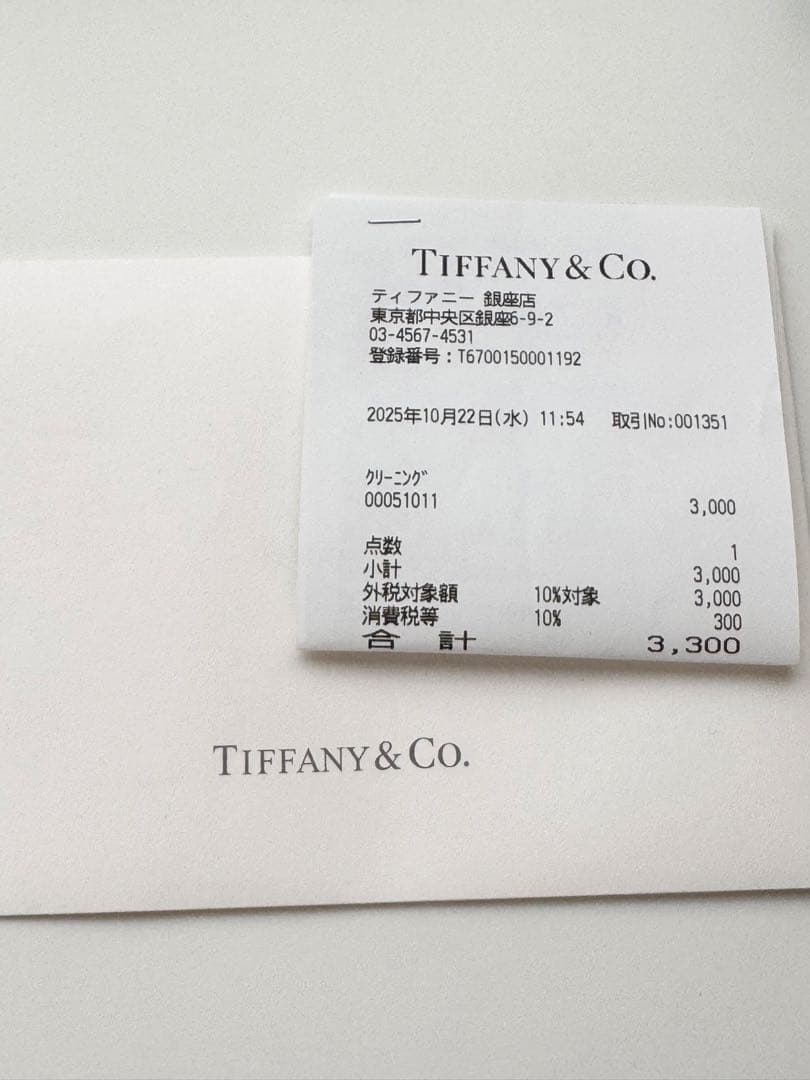 TIFFANY & CO.
ティファニー 銀座店
東京都中央区銀座6-9-2
03-4567-4531
登録番号：T6700150001192
2025年10月22日(水) 11:54 取引No:001351
ｸﾘｰﾆﾝｸﾞ
00051011 3,000
点数 1
小計 3,000
外税対象額 10%対象 3,000
消費税等 10% 300
合 計 3,300
TIFFANY & CO.